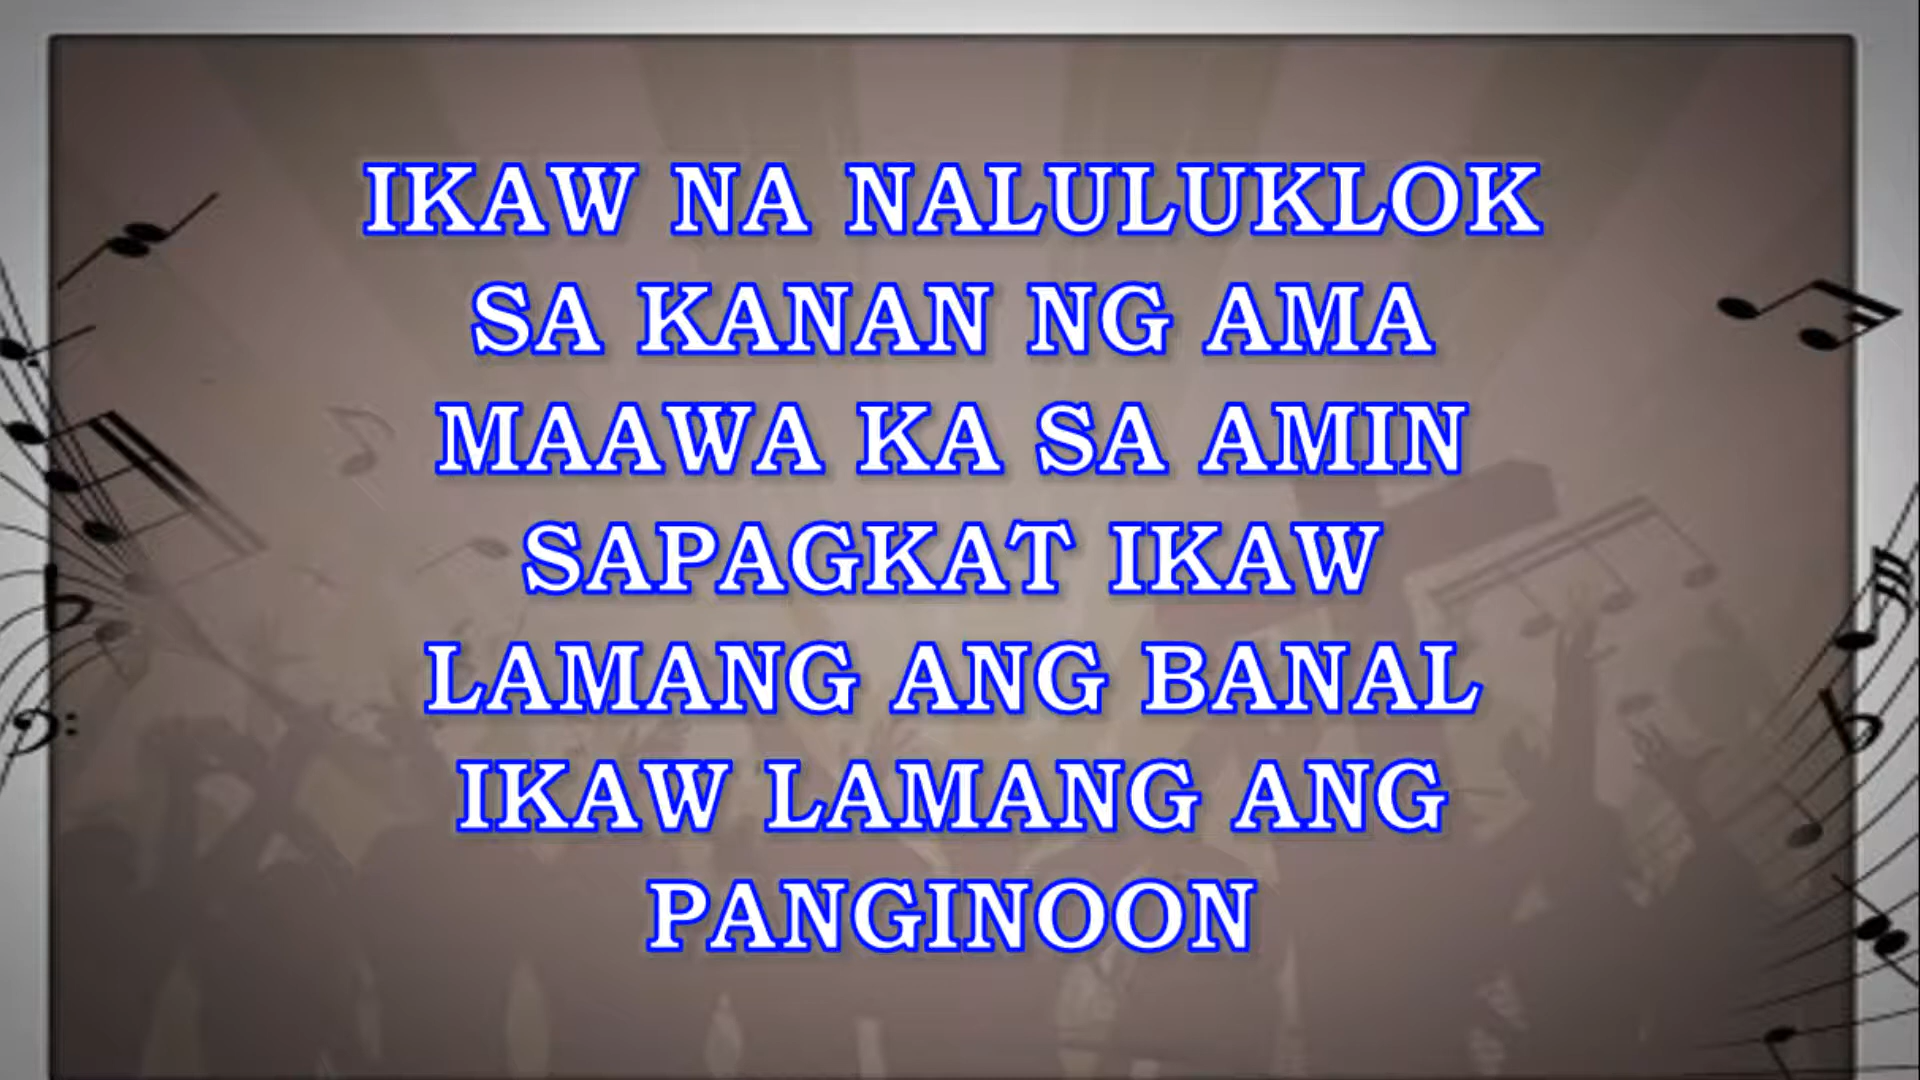 IKAW NA NALULUKLOK
SA KANAN NG AMA
MAAWA KA SA AMIN
SAPAGKAT IKAW
LAMANG ANG BANAL
IKAW LAMANG ANG
PANGINOON